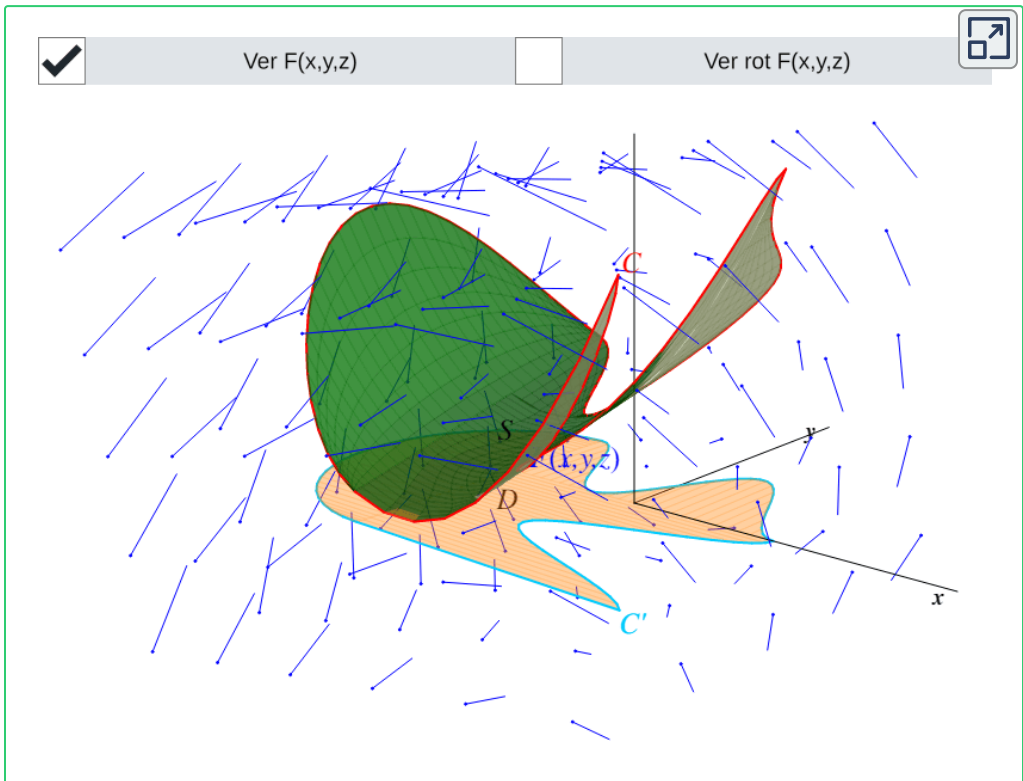 Ver F(x,y,z)
Ver rot F(x,y,z)
C
y
S
F(x,y,z)
D
x
C'